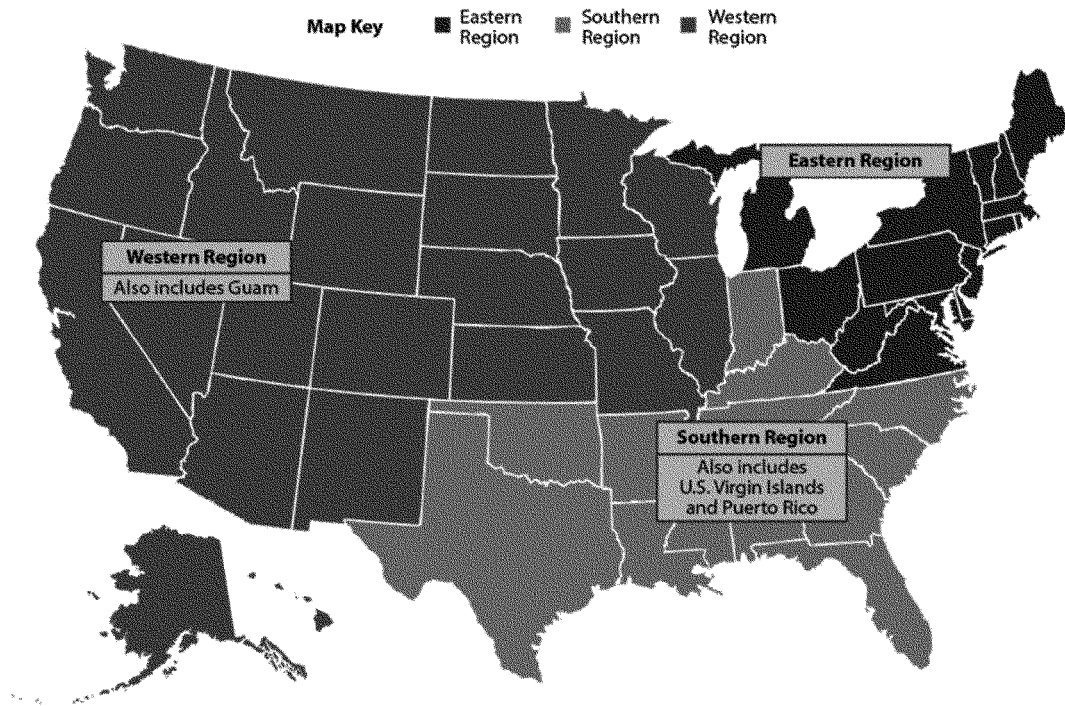 Map Key
Eastern
Region
Southern
Region
Western
Region
Eastern Region
Western Region
Also includes Guam
Southern Region
Also includes
U.S. Virgin Islands
and Puerto Rico